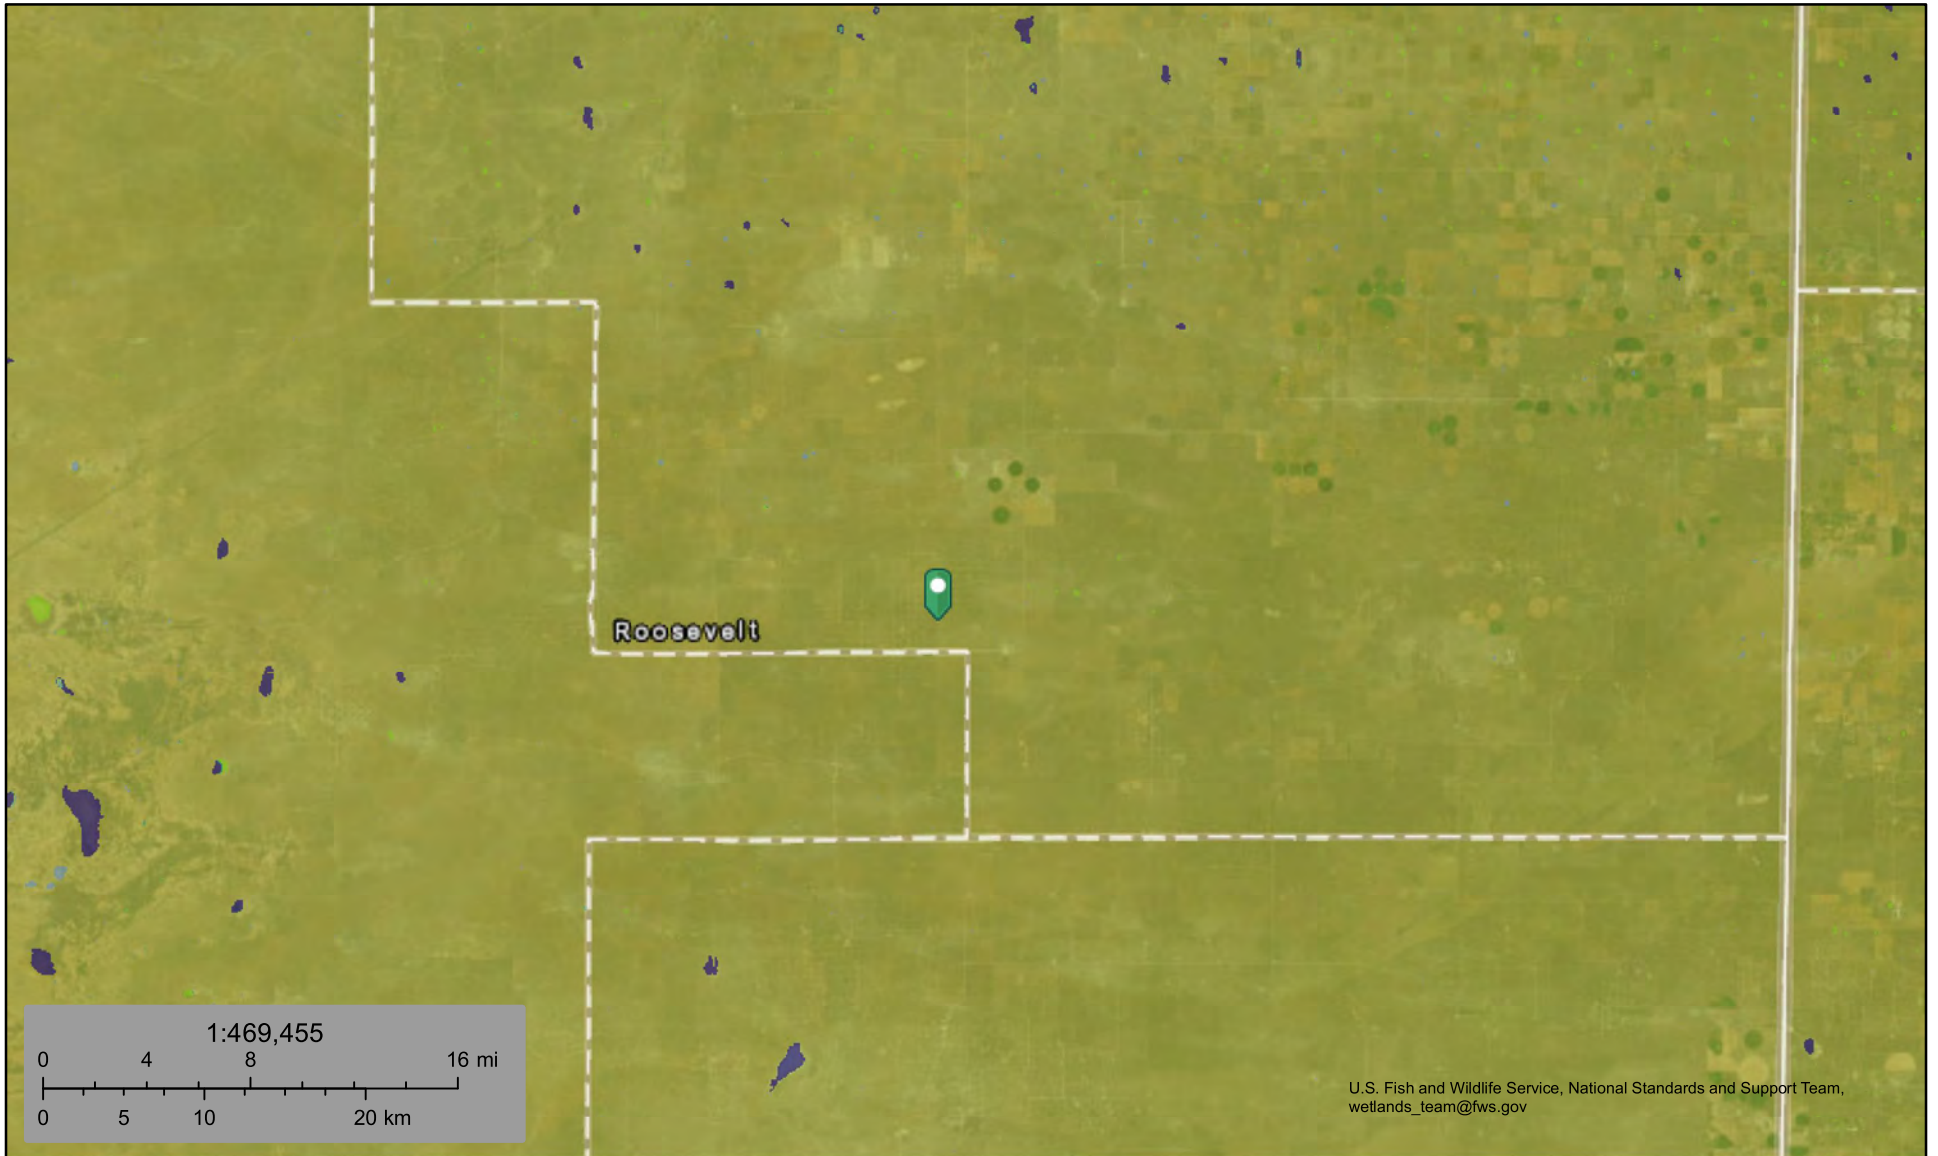 Roosevelt
1:469,455
0 4 8 16 mi
0 5 10 20 km
U.S. Fish and Wildlife Service, National Standards and Support Team,
wetlands_team@fws.gov